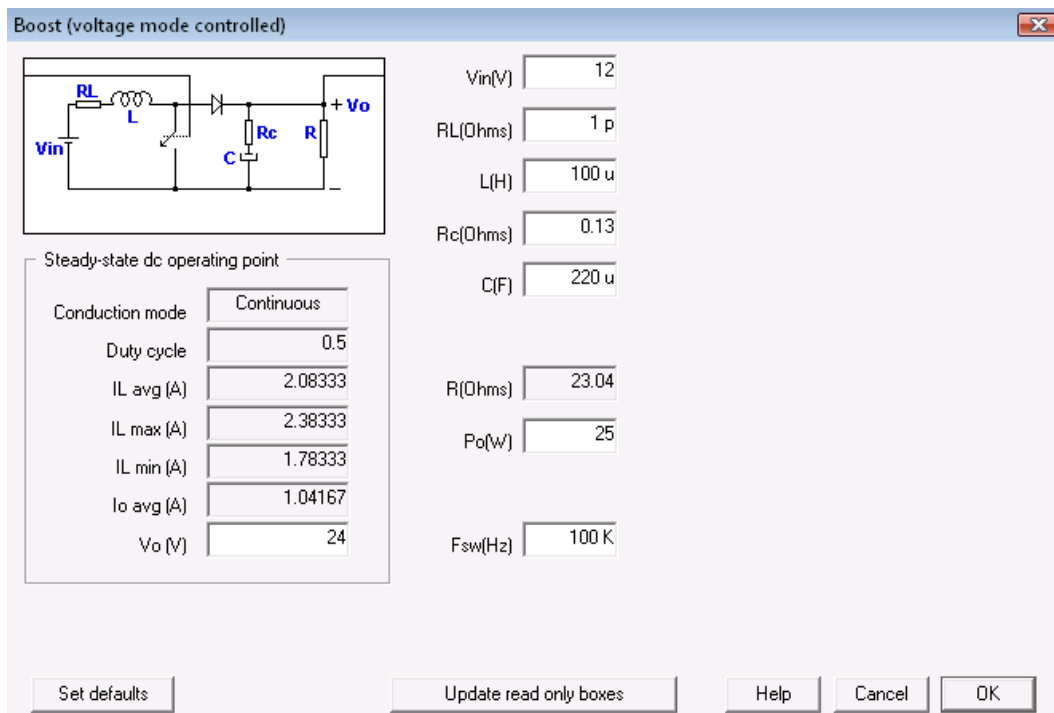 Boost (voltage mode controlled)
RL
L
Vin
Rc
C
R
+ Vo
–
Steady-state dc operating point
Conduction mode Continuous
Duty cycle 0.5
IL avg (A) 2.08333
IL max (A) 2.38333
IL min (A) 1.78333
Io avg (A) 1.04167
Vo (V) 24
Vin(V) 12
RL(Ohms) 1 p
L(H) 100 u
Rc(Ohms) 0.13
C(F) 220 u
R(Ohms) 23.04
Po(W) 25
Fsw(Hz) 100 K
Set defaults
Update read only boxes
Help
Cancel
OK